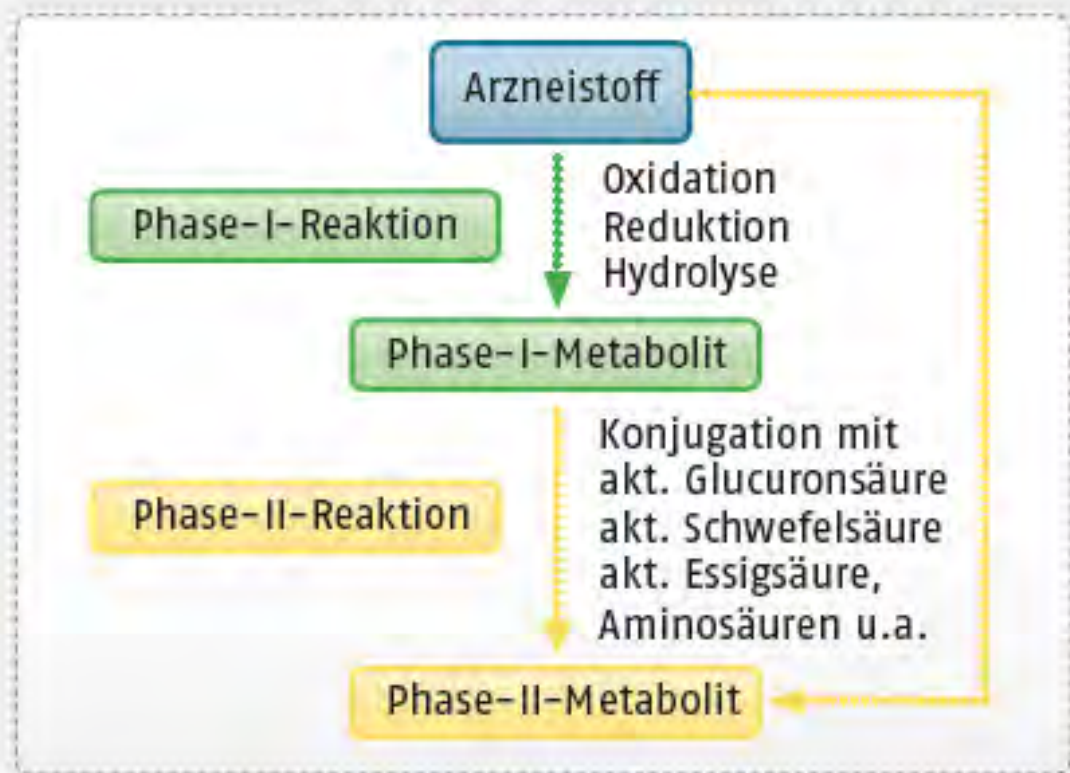 Arzneistoff
Oxidation
Reduktion
Hydrolyse
Phase-I-Reaktion
Phase-I-Metabolit
Konjugation mit
akt. Glucuronsäure
akt. Schwefelsäure
akt. Essigsäure,
Aminosäuren u.a.
Phase-II-Reaktion
Phase-II-Metabolit